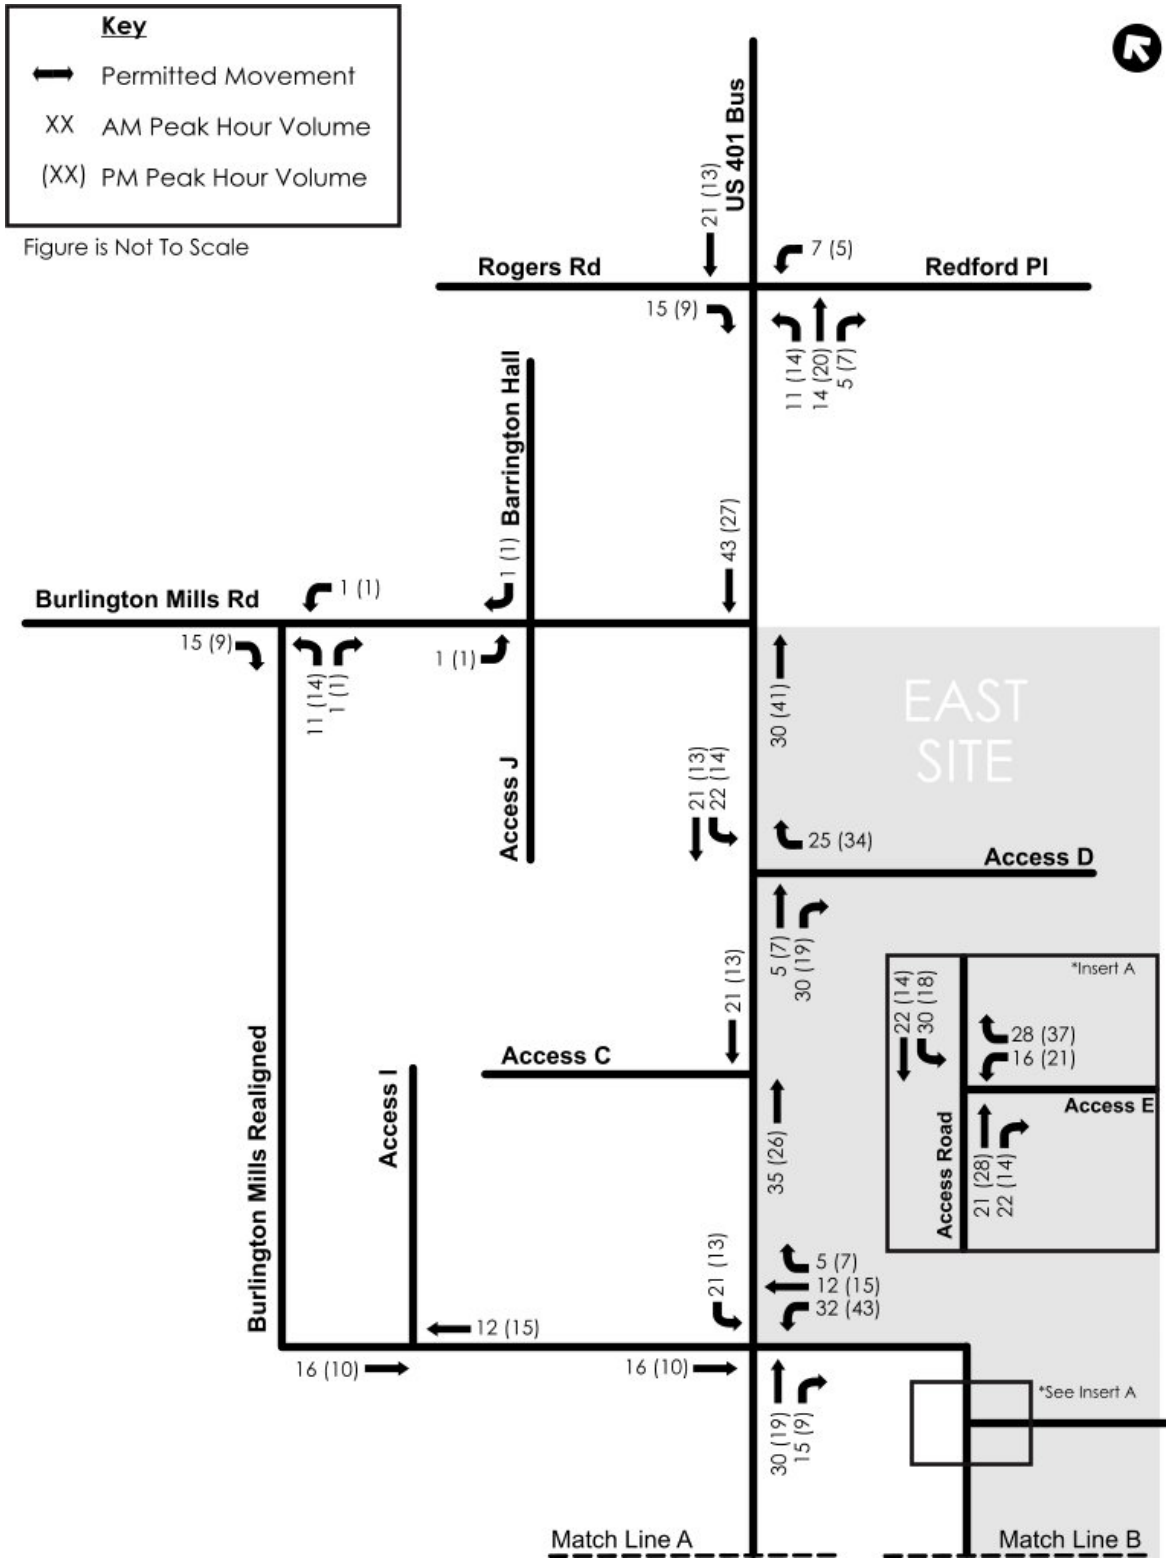 Key
Permitted Movement
XX AM Peak Hour Volume
(XX) PM Peak Hour Volume
Figure is Not To Scale
US 401 Bus
21 (13)
7 (5)
Rogers Rd
Redford Pl
15 (9)
11 (14)
14 (20)
5 (7)
Barrington Hall
43 (27)
1 (1)
Burlington Mills Rd
1 (1)
15 (9)
11 (14)
1 (1)
1 (1)
30 (41)
EAST
SITE
Access J
21 (13)
22 (14)
25 (34)
Access D
5 (7)
30 (19)
21 (13)
*Insert A
22 (14)
30 (18)
28 (37)
16 (21)
Access E
Access Road
21 (28)
22 (14)
Access C
Access I
Burlington Mills Realigned
35 (26)
21 (13)
5 (7)
12 (15)
32 (43)
12 (15)
16 (10)
16 (10)
30 (19)
15 (9)
*See Insert A
Match Line A
Match Line B